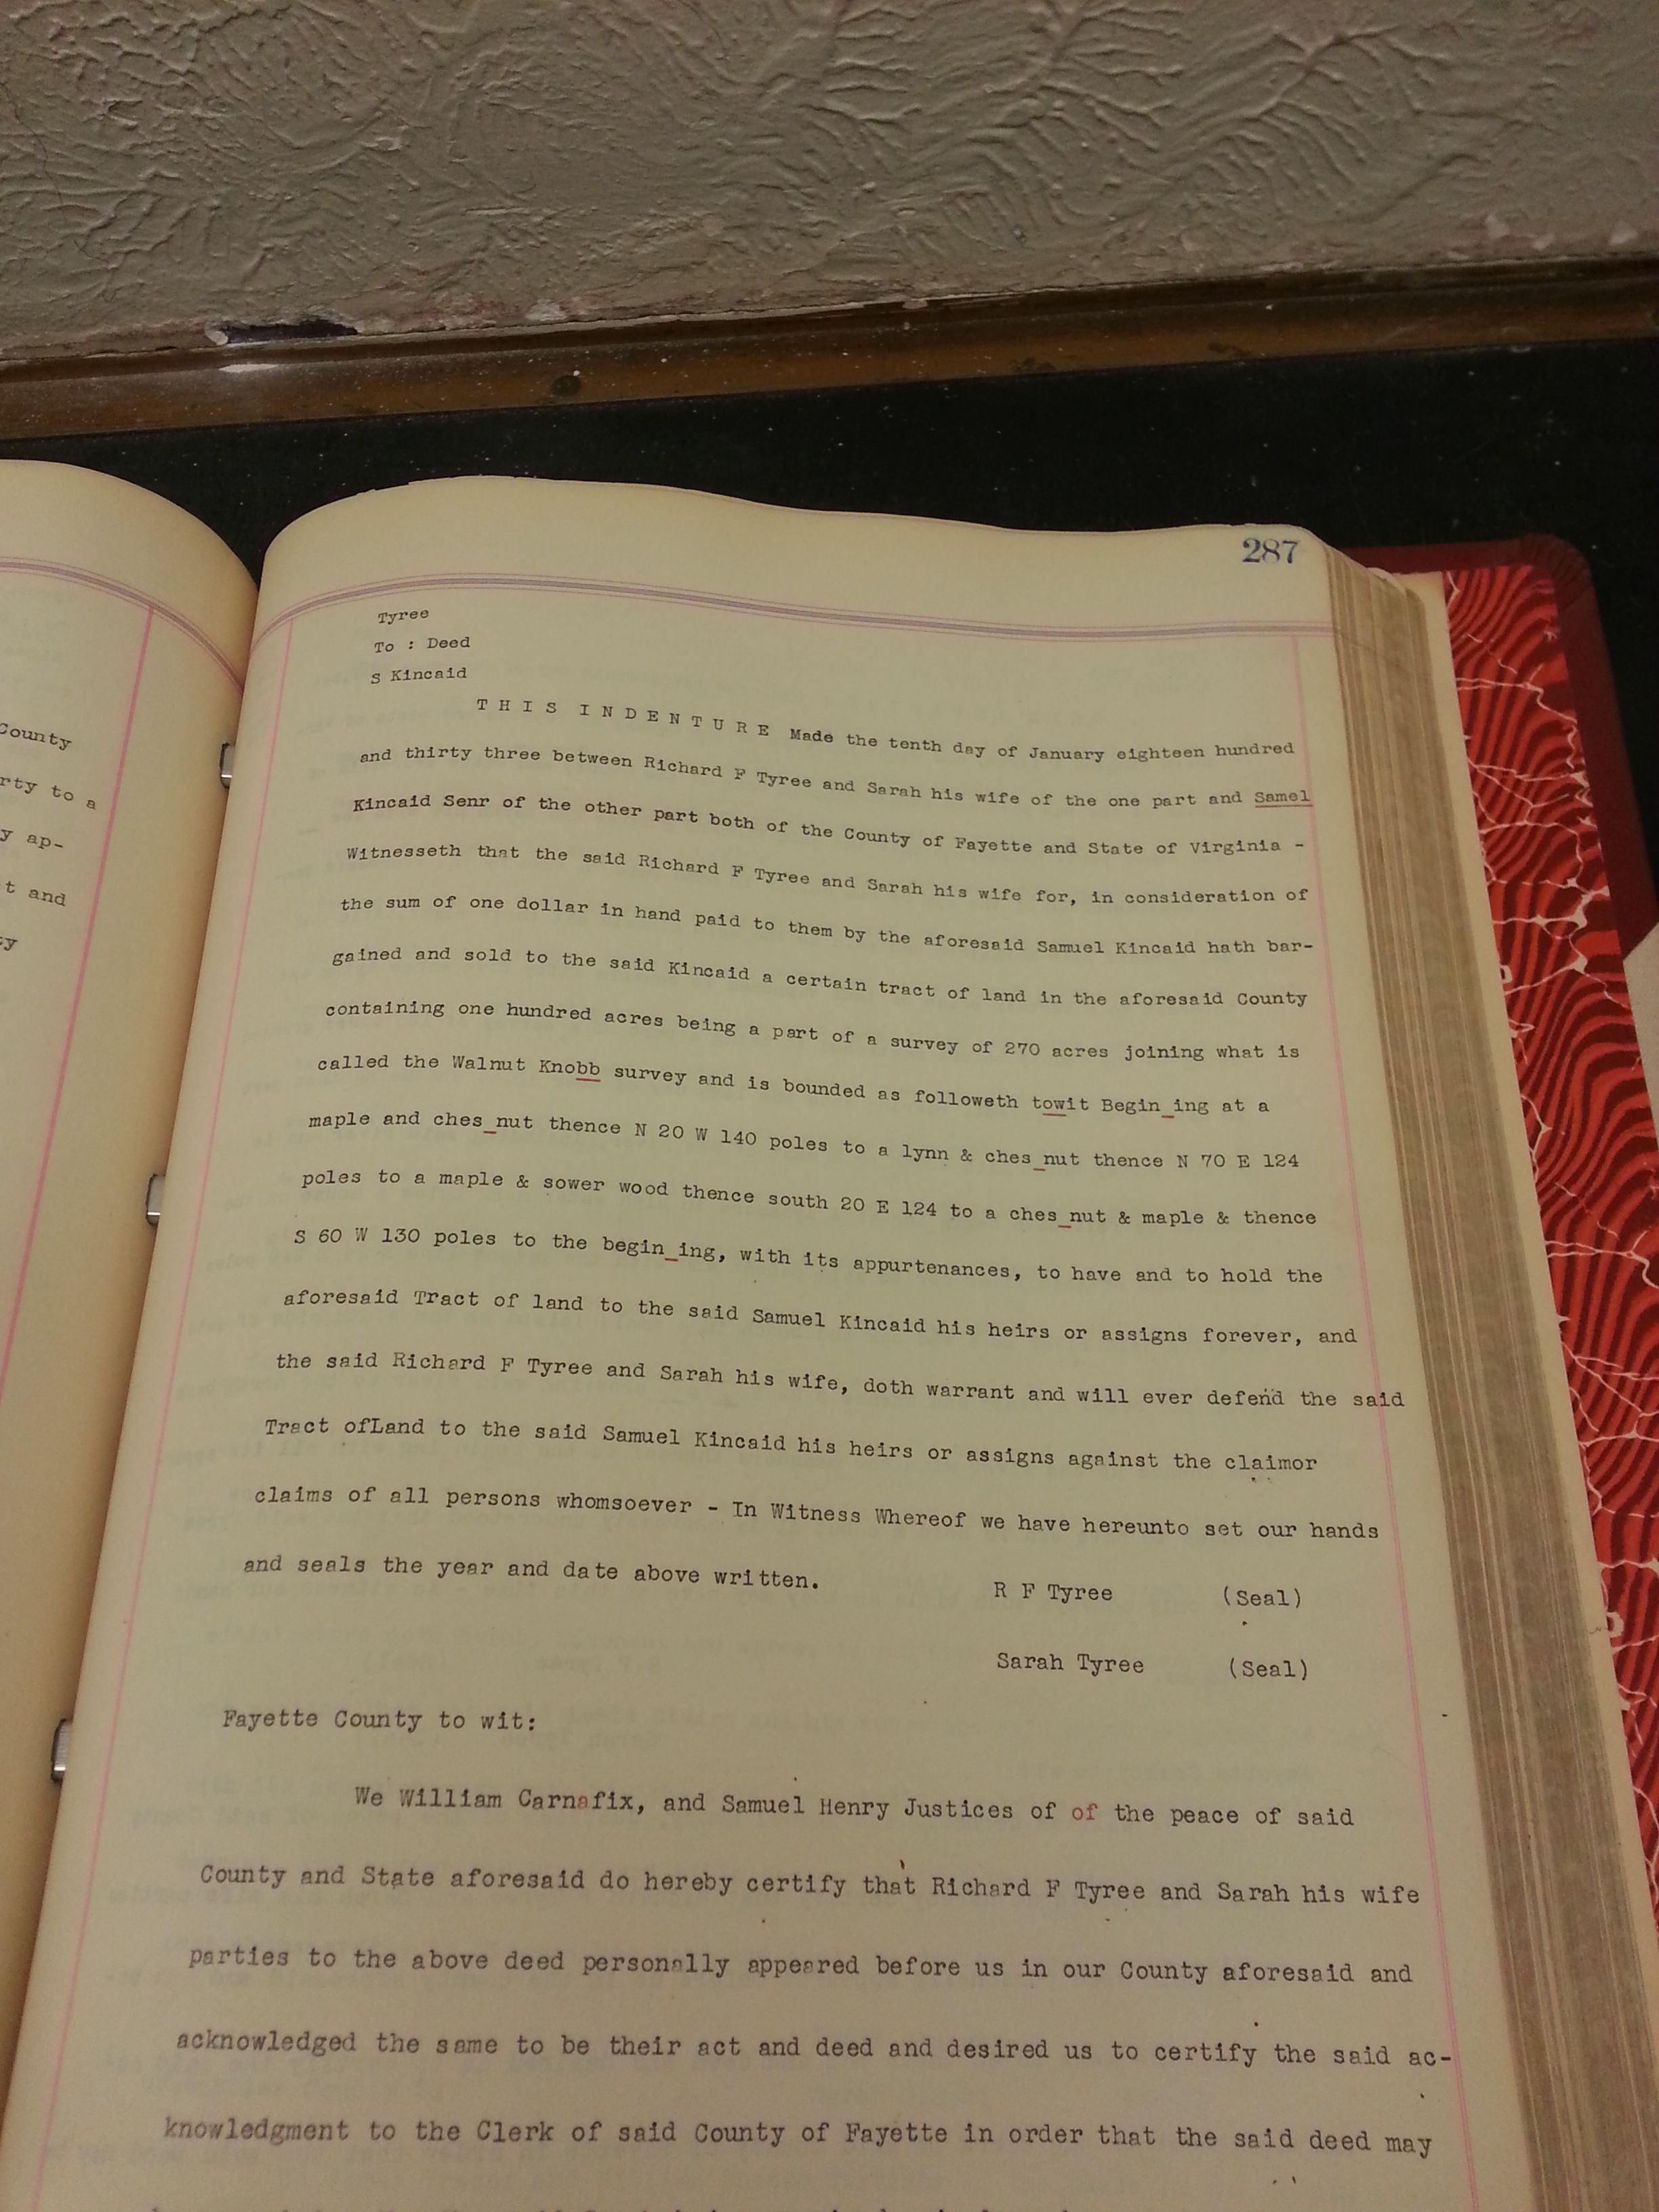 County
rty to a
y ap-
t and
ty
287
Tyree
To : Deed
S Kincaid
T H I S I N D E N T U R E Made the tenth day of January eighteen hundred
and thirty three between Richard F Tyree and Sarah his wife of the one part and Samel
Kincaid Senr of the other part both of the County of Fayette and State of Virginia -
Witnesseth that the said Richard F Tyree and Sarah his wife for, in consideration of
the sum of one dollar in hand paid to them by the aforesaid Samuel Kincaid hath bar-
gained and sold to the said Kincaid a certain tract of land in the aforesaid County
containing one hundred acres being a part of a survey of 270 acres joining what is
called the Walnut Knobb survey and is bounded as followeth towit Begin_ing at a
maple and ches_nut thence N 20 W 140 poles to a lynn & ches_nut thence N 70 E 124
poles to a maple & sower wood thence south 20 E 124 to a ches_nut & maple & thence
S 60 W 130 poles to the begin_ing, with its appurtenances, to have and to hold the
aforesaid Tract of land to the said Samuel Kincaid his heirs or assigns forever, and
the said Richard F Tyree and Sarah his wife, doth warrant and will ever defend the said
Tract ofLand to the said Samuel Kincaid his heirs or assigns against the claimor
claims of all persons whomsoever - In Witness Whereof we have hereunto set our hands
and seals the year and date above written.
R F Tyree (Seal)
Sarah Tyree (Seal)
Fayette County to wit:
We William Carnafix, and Samuel Henry Justices of of the peace of said
County and State aforesaid do hereby certify that Richard F Tyree and Sarah his wife
parties to the above deed personally appeared before us in our County aforesaid and
acknowledged the same to be their act and deed and desired us to certify the said ac-
knowledgment to the Clerk of said County of Fayette in order that the said deed may